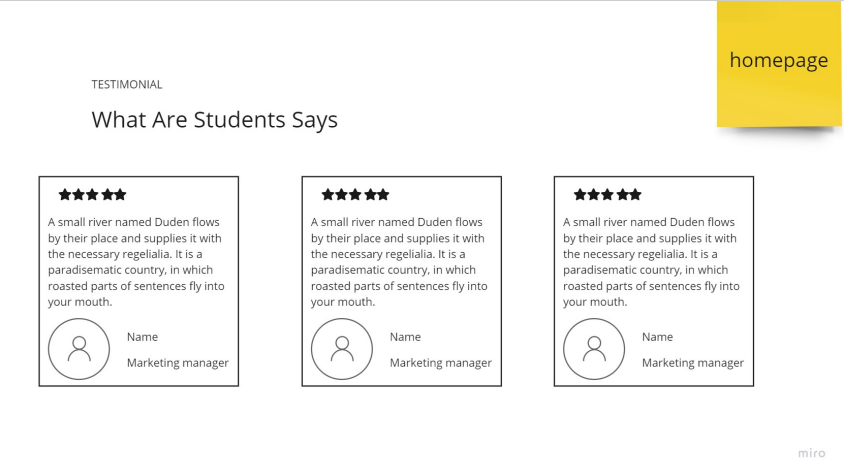 homepage
TESTIMONIAL
What Are Students Says
A small river named Duden flows
by their place and supplies it with
the necessary regelialia. It is a
paradisematic country, in which
roasted parts of sentences fly into
your mouth.
Name
Marketing manager
A small river named Duden flows
by their place and supplies it with
the necessary regelialia. It is a
paradisematic country, in which
roasted parts of sentences fly into
your mouth.
Name
Marketing manager
A small river named Duden flows
by their place and supplies it with
the necessary regelialia. It is a
paradisematic country, in which
roasted parts of sentences fly into
your mouth.
Name
Marketing manager
miro